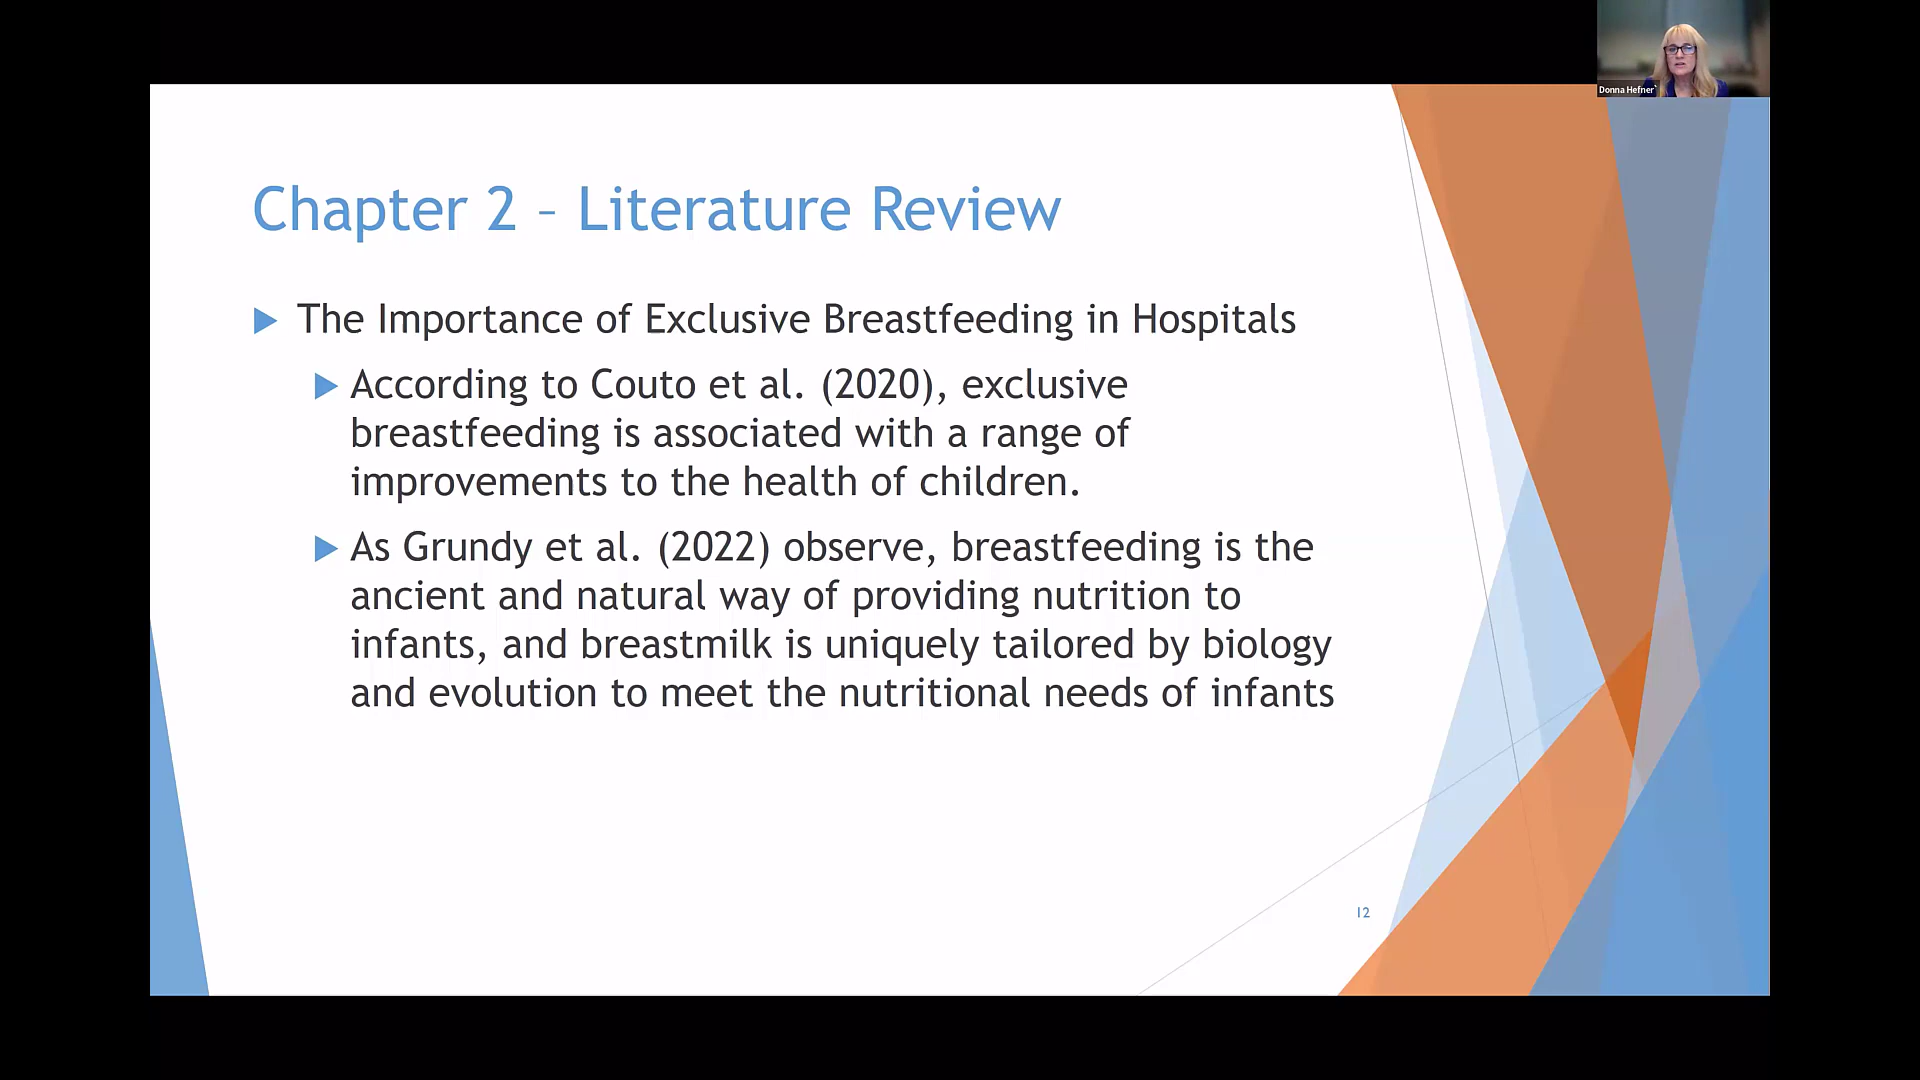 Donna Hefner
Chapter 2 – Literature Review
The Importance of Exclusive Breastfeeding in Hospitals
According to Couto et al. (2020), exclusive
breastfeeding is associated with a range of
improvements to the health of children.
As Grundy et al. (2022) observe, breastfeeding is the
ancient and natural way of providing nutrition to
infants, and breastmilk is uniquely tailored by biology
and evolution to meet the nutritional needs of infants
12